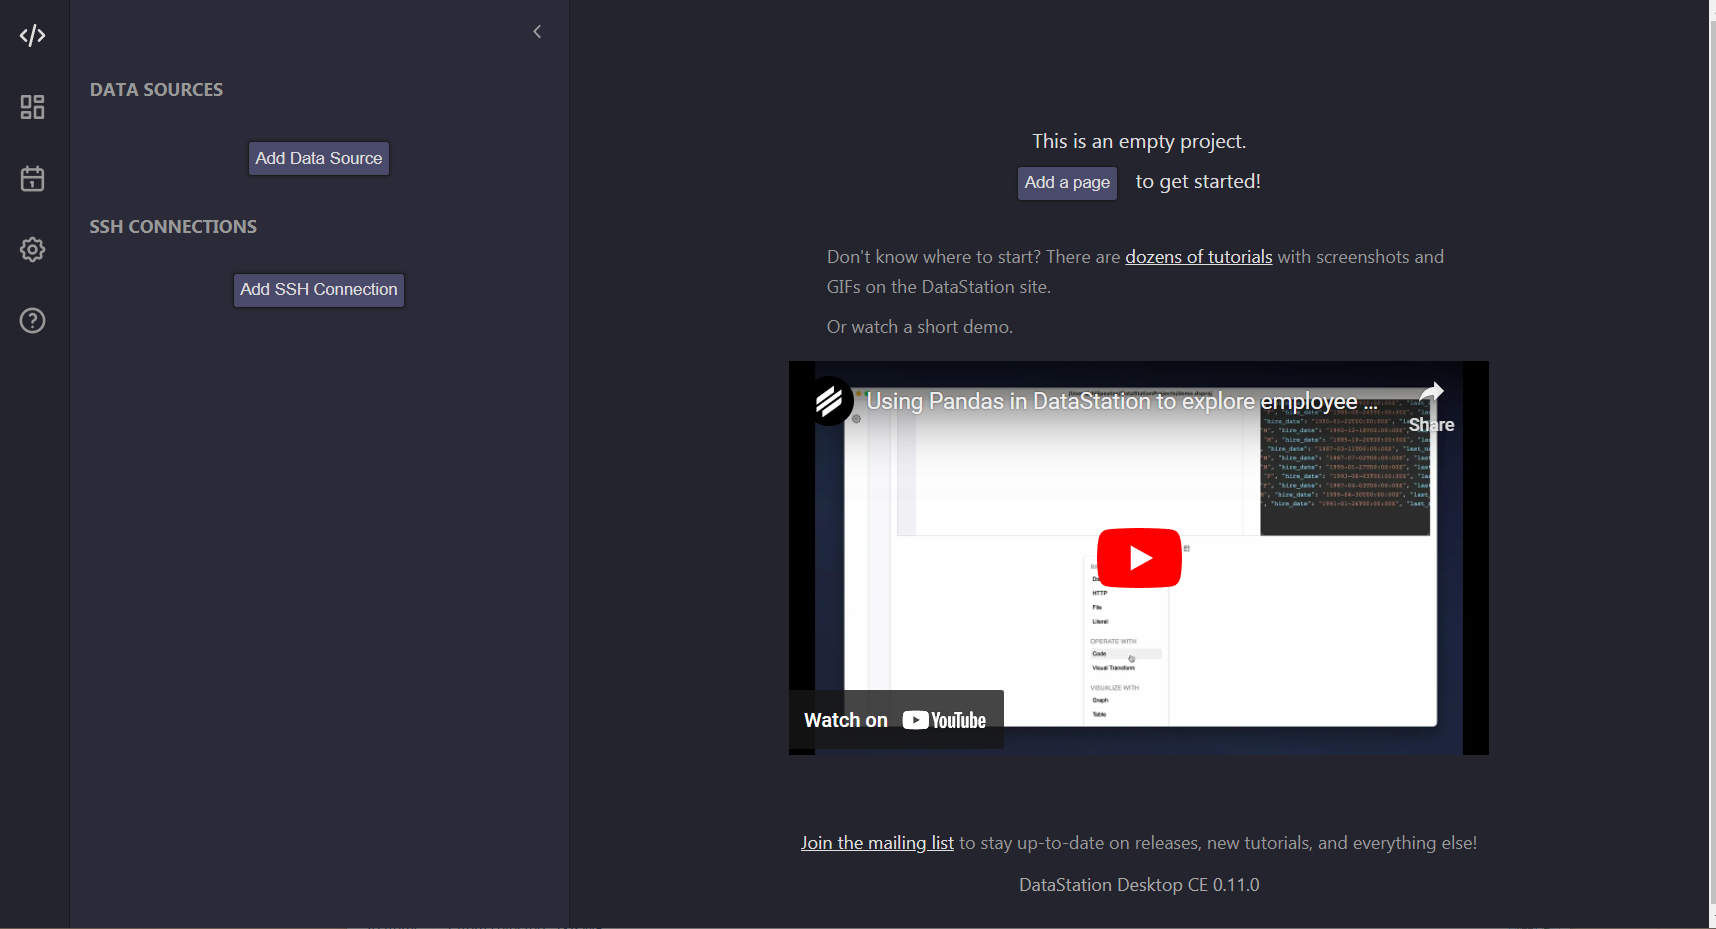 DATA SOURCES
Add Data Source
SSH CONNECTIONS
Add SSH Connection
This is an empty project.
Add a page to get started!
Don't know where to start? There are dozens of tutorials with screenshots and
GIFs on the DataStation site.
Or watch a short demo.
Using Pandas in DataStation to explore employee ...
Share
HTTP
File
Literal
OPERATE WITH
Code
Visual Transform
VISUALIZE WITH
Graph
Table
Watch on YouTube
Join the mailing list to stay up-to-date on releases, new tutorials, and everything else!
DataStation Desktop CE 0.11.0